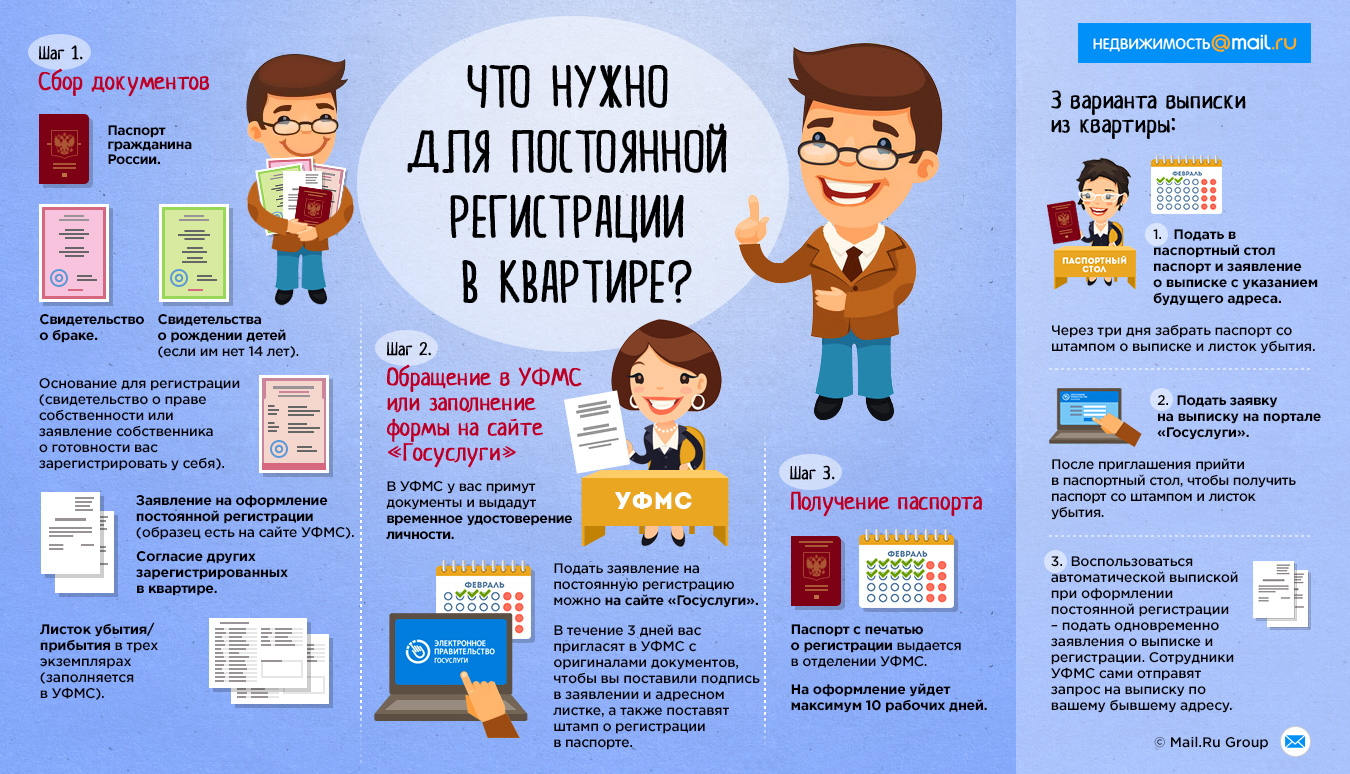 ЧТО НУЖНО
ДЛЯ ПОСТОЯННОЙ
РЕГИСТРАЦИИ
В КВАРТИРЕ?
Шаг 1.
Сбор документов
Паспорт
гражданина
России.
Свидетельство
о браке.
Свидетельства
о рождении детей
(если им нет 14 лет).
Основание для регистрации
(свидетельство о праве
собственности или
заявление собственника
о готовности вас
зарегистрировать у себя).
Заявление на оформление
постоянной регистрации
(образец есть на сайте УФМС).
Согласие других
зарегистрированных
в квартире.
Листок убытия/
прибытия в трех
экземплярах
(заполняется
в УФМС).
Шаг 2.
Обращение в УФМС
или заполнение
формы на сайте
«Госуслуги»
В УФМС у вас примут
документы и выдадут
временное удостоверение
личности.
УФМС
ФЕВРАЛЬ
ЭЛЕКТРОННОЕ
ПРАВИТЕЛЬСТВО
ГОСУСЛУГИ
Подать заявление на
постоянную регистрацию
можно на сайте «Госуслуги».
В течение 3 дней вас
пригласят в УФМС с
оригиналами документов,
чтобы вы поставили подпись
в заявлении и адресном
листке, а также поставят
штамп о регистрации
в паспорте.
Шаг 3.
Получение паспорта
ФЕВРАЛЬ
Паспорт с печатью
о регистрации выдается
в отделении УФМС.
На оформление уйдет
максимум 10 рабочих дней.
НЕДВИЖИМОСТЬ@mail.ru
3 варианта выписки
из квартиры:
ПАСПОРТНЫЙ
СТОЛ
ФЕВРАЛЬ
1. Подать в
паспортный стол
паспорт и заявление
о выписке с указанием
будущего адреса.
Через три дня забрать паспорт со
штампом о выписке и листок убытия.
2. Подать заявку
на выписку на портале
«Госуслуги».
После приглашения прийти
в паспортный стол, чтобы получить
паспорт со штампом и листок
убытия.
3. Воспользоваться
автоматической выпиской
при оформлении
постоянной регистрации
– подать одновременно
заявления о выписке и
регистрации. Сотрудники
УФМС сами отправят
запрос на выписку по
вашему бывшему адресу.
© Mail.Ru Group